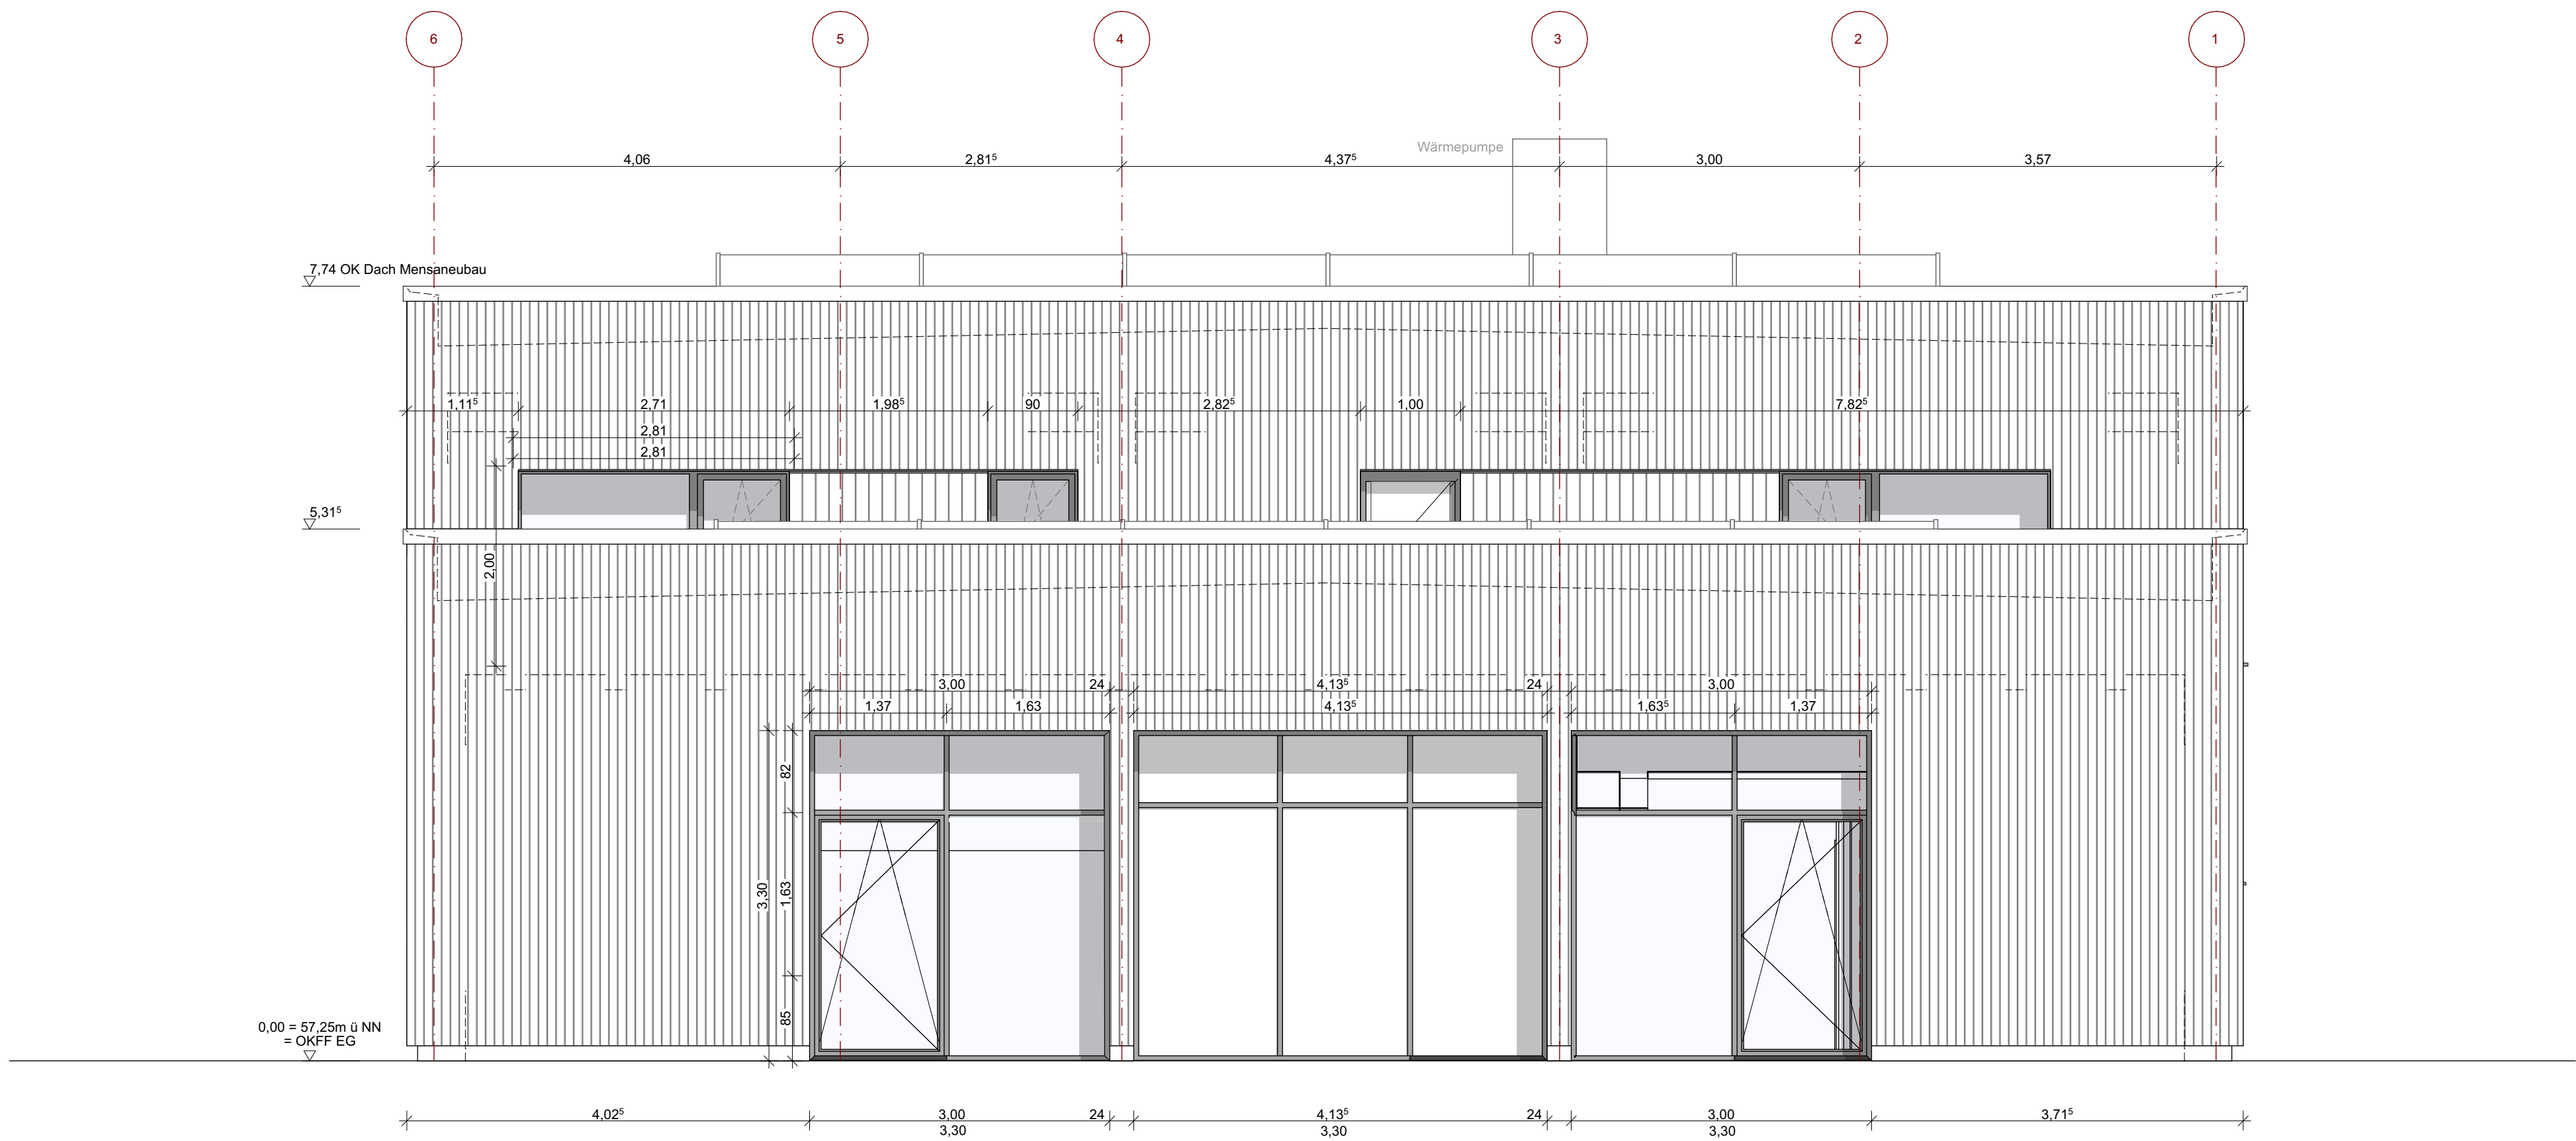 6 5 4 3 2 1
Wärmepumpe
4,06 2,81⁵ 4,37⁵ 3,00 3,57
7,74 OK Dach Mensaneubau
1,11⁵ 2,71 1,98⁵ 90 2,82⁵ 1,00 7,82⁵
2,81
2,81
5,31⁵
2,00
3,00 24 4,13⁵ 24 3,00
1,37 1,63 4,13⁵ 1,63⁵ 1,37
82
3,30 1,63
85
0,00 = 57,25m ü NN
= OKFF EG
4,02⁵ 3,00 24 4,13⁵ 24 3,00 3,71⁵
3,30 3,30 3,30